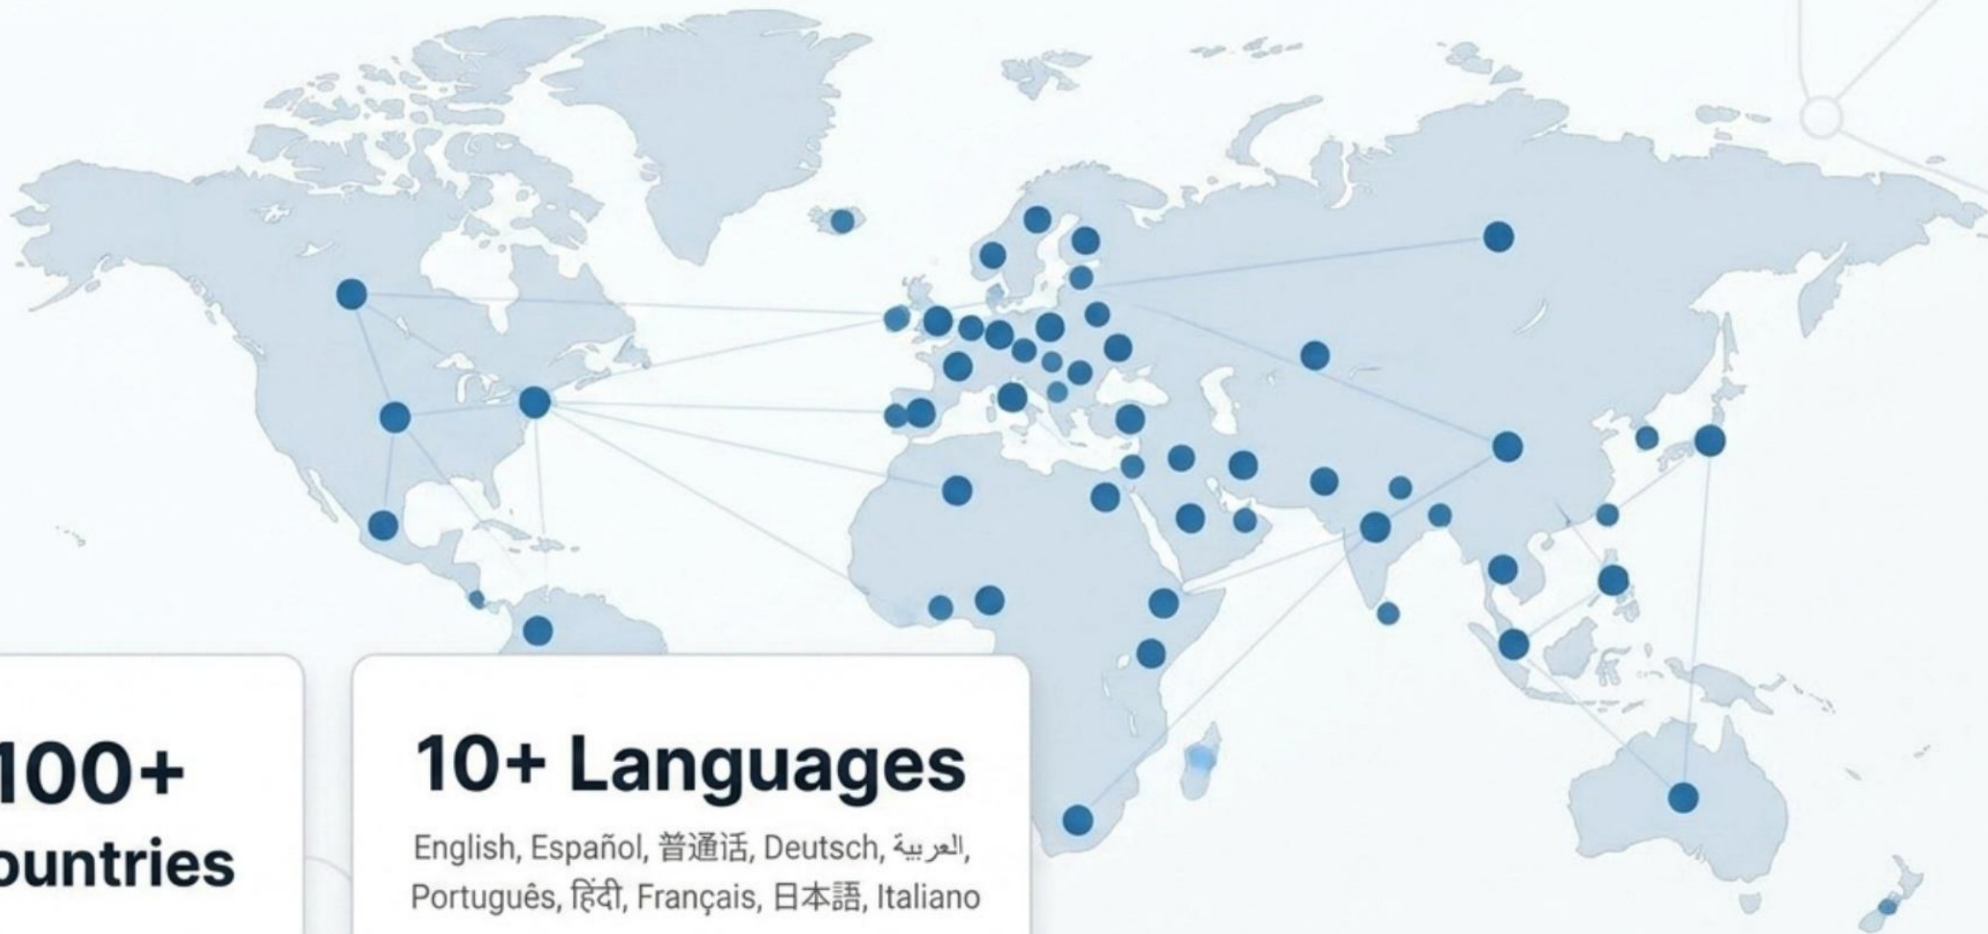 100+
ountries
10+ Languages
English, Español, 普通话, Deutsch, العربية,
Português, हिंदी, Français, 日本語, Italiano